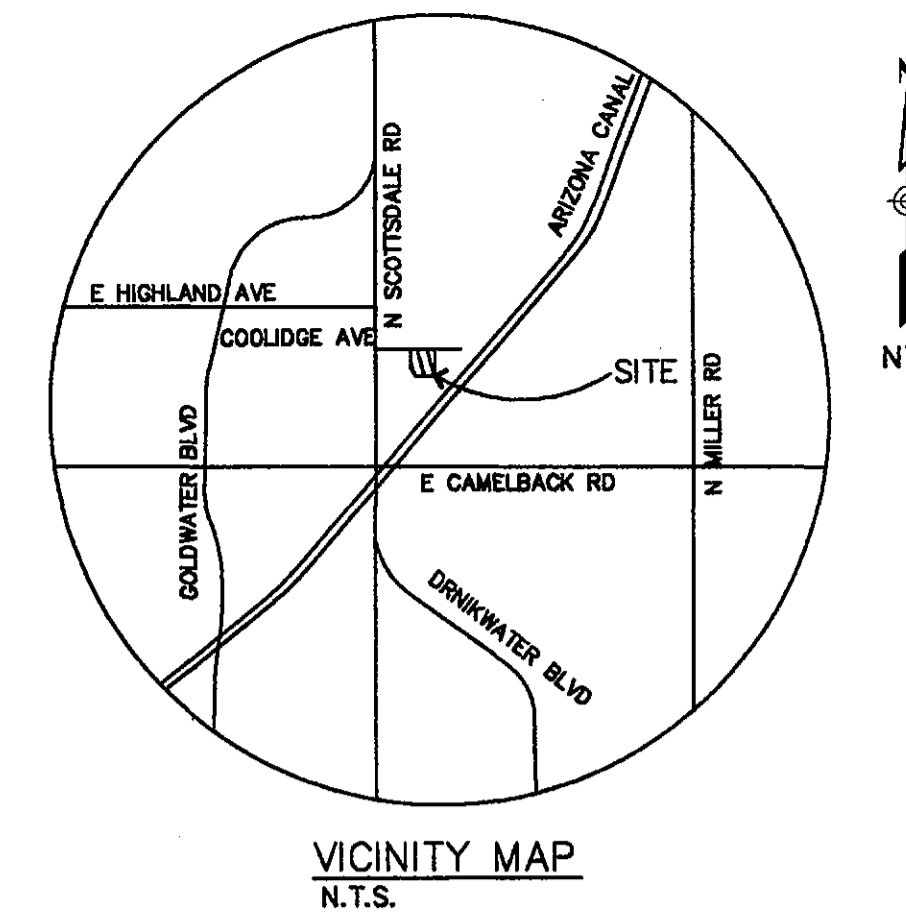 N SCOTTSDALE RD
ARIZONA CANAL
E HIGHLAND AVE
COOLIDGE AVE
SITE
N MILLER RD
GOLDWATER BLVD
E CAMELBACK RD
DRNIKWATER BLVD
VICINITY MAP
N.T.S.